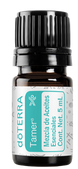 dōTERRA
Tamer®
Mezcla de Aceites
Esenciales
Cont. Net. 5 mL